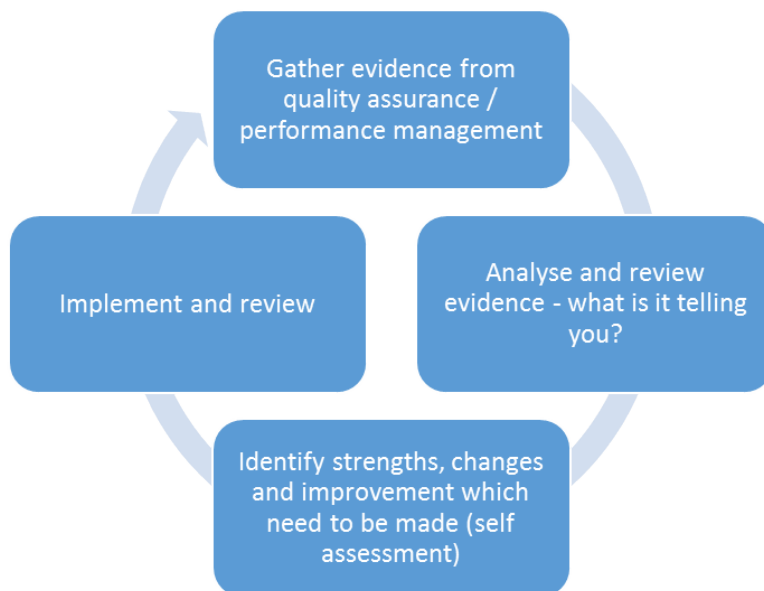 Gather evidence from
quality assurance /
performance management
Analyse and review
evidence - what is it telling
you?
Identify strengths, changes
and improvement which
need to be made (self
assessment)
Implement and review